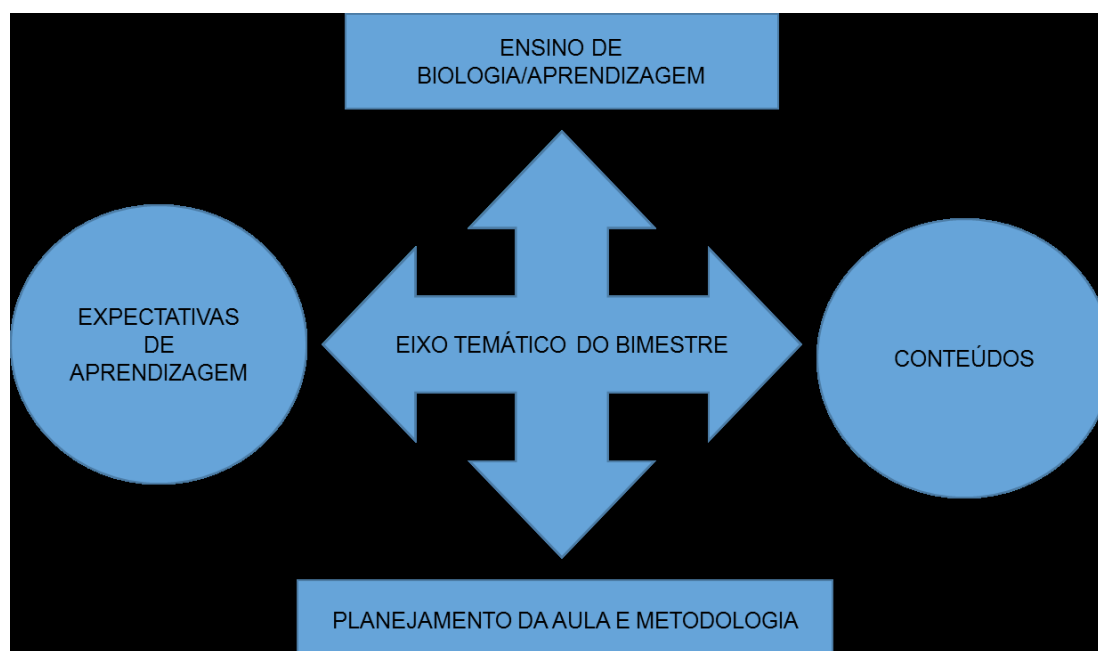 ENSINO DE
BIOLOGIA/APRENDIZAGEM
EXPECTATIVAS
DE
APRENDIZAGEM
EIXO TEMÁTICO DO BIMESTRE
CONTEÚDOS
PLANEJAMENTO DA AULA E METODOLOGIA